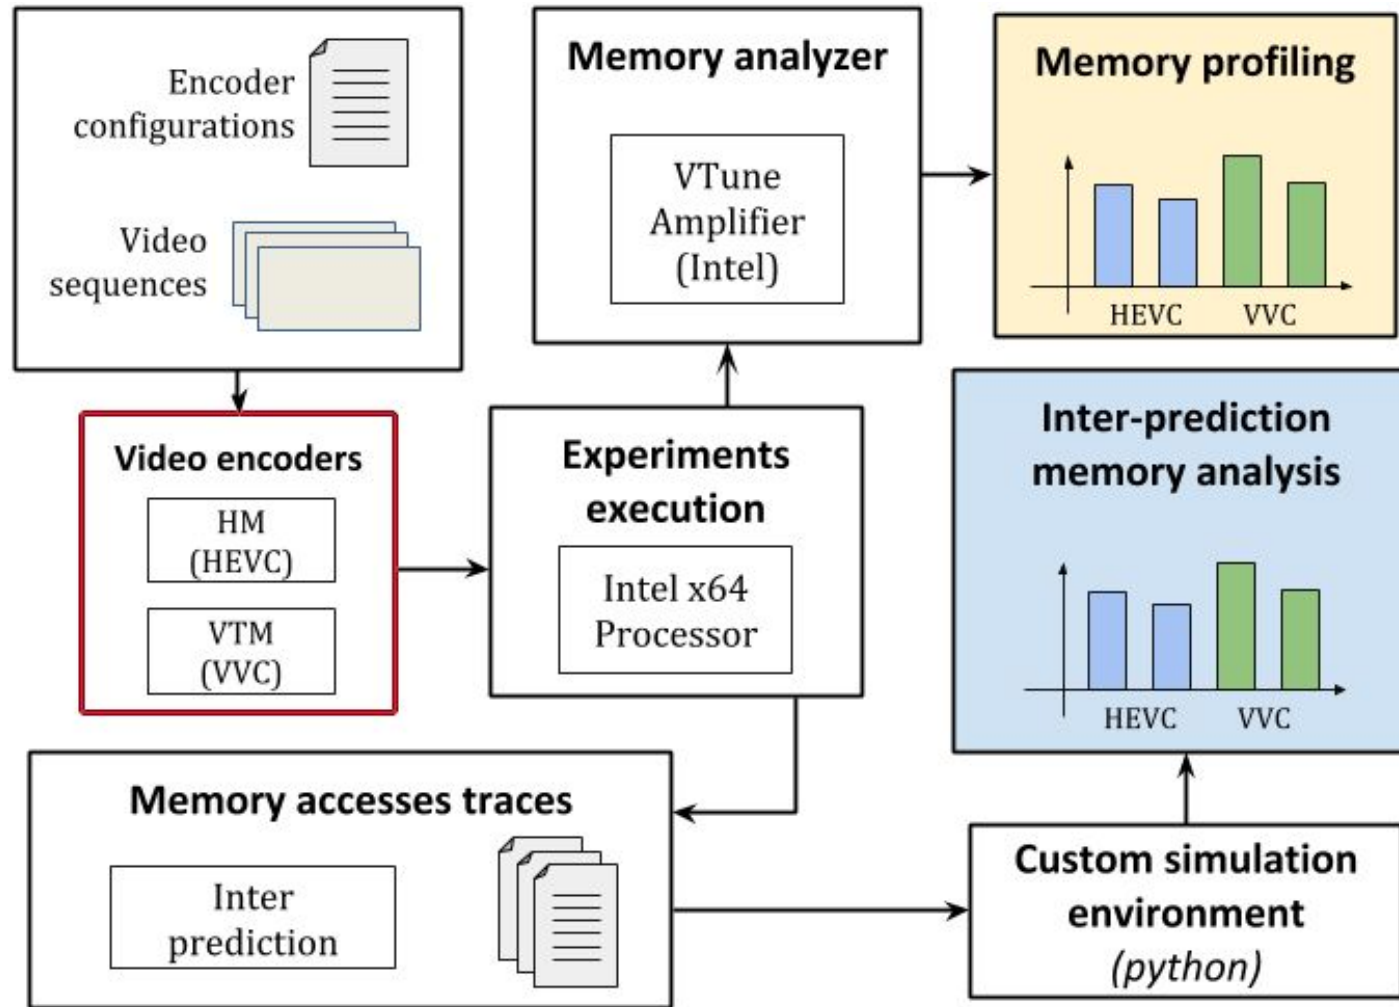 Encoder
configurations
Video
sequences
Memory analyzer
VTune
Amplifier
(Intel)
Memory profiling
HEVC
VVC
Video encoders
HM
(HEVC)
VTM
(VVC)
Experiments
execution
Intel x64
Processor
Inter-prediction
memory analysis
HEVC
VVC
Memory accesses traces
Inter
prediction
Custom simulation
environment
(python)